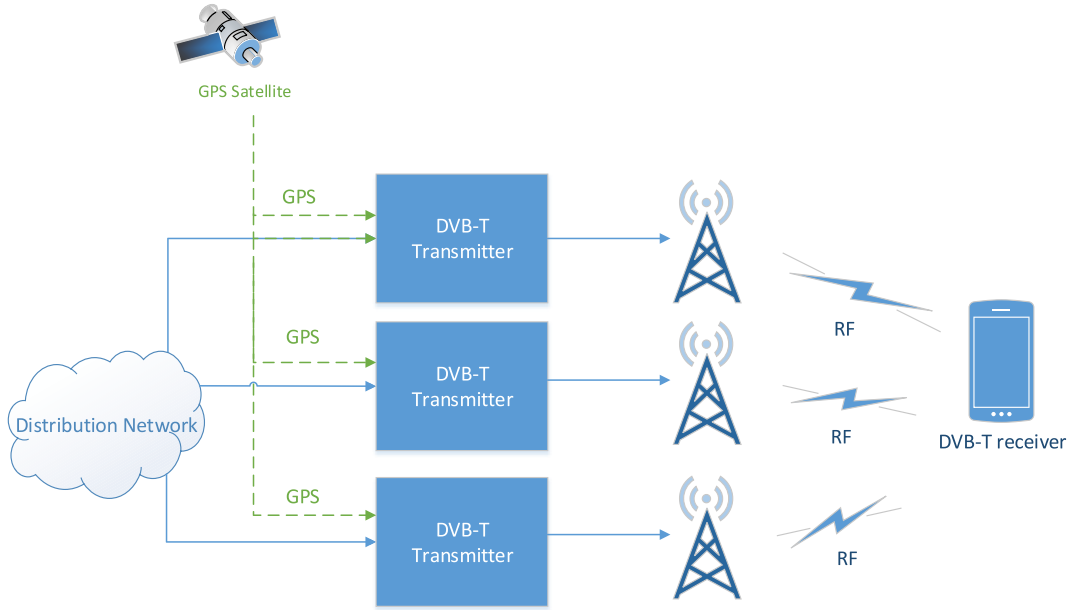 GPS Satellite
GPS
DVB-T
Transmitter
RF
GPS
DVB-T
Transmitter
Distribution Network
RF
DVB-T receiver
GPS
DVB-T
Transmitter
RF